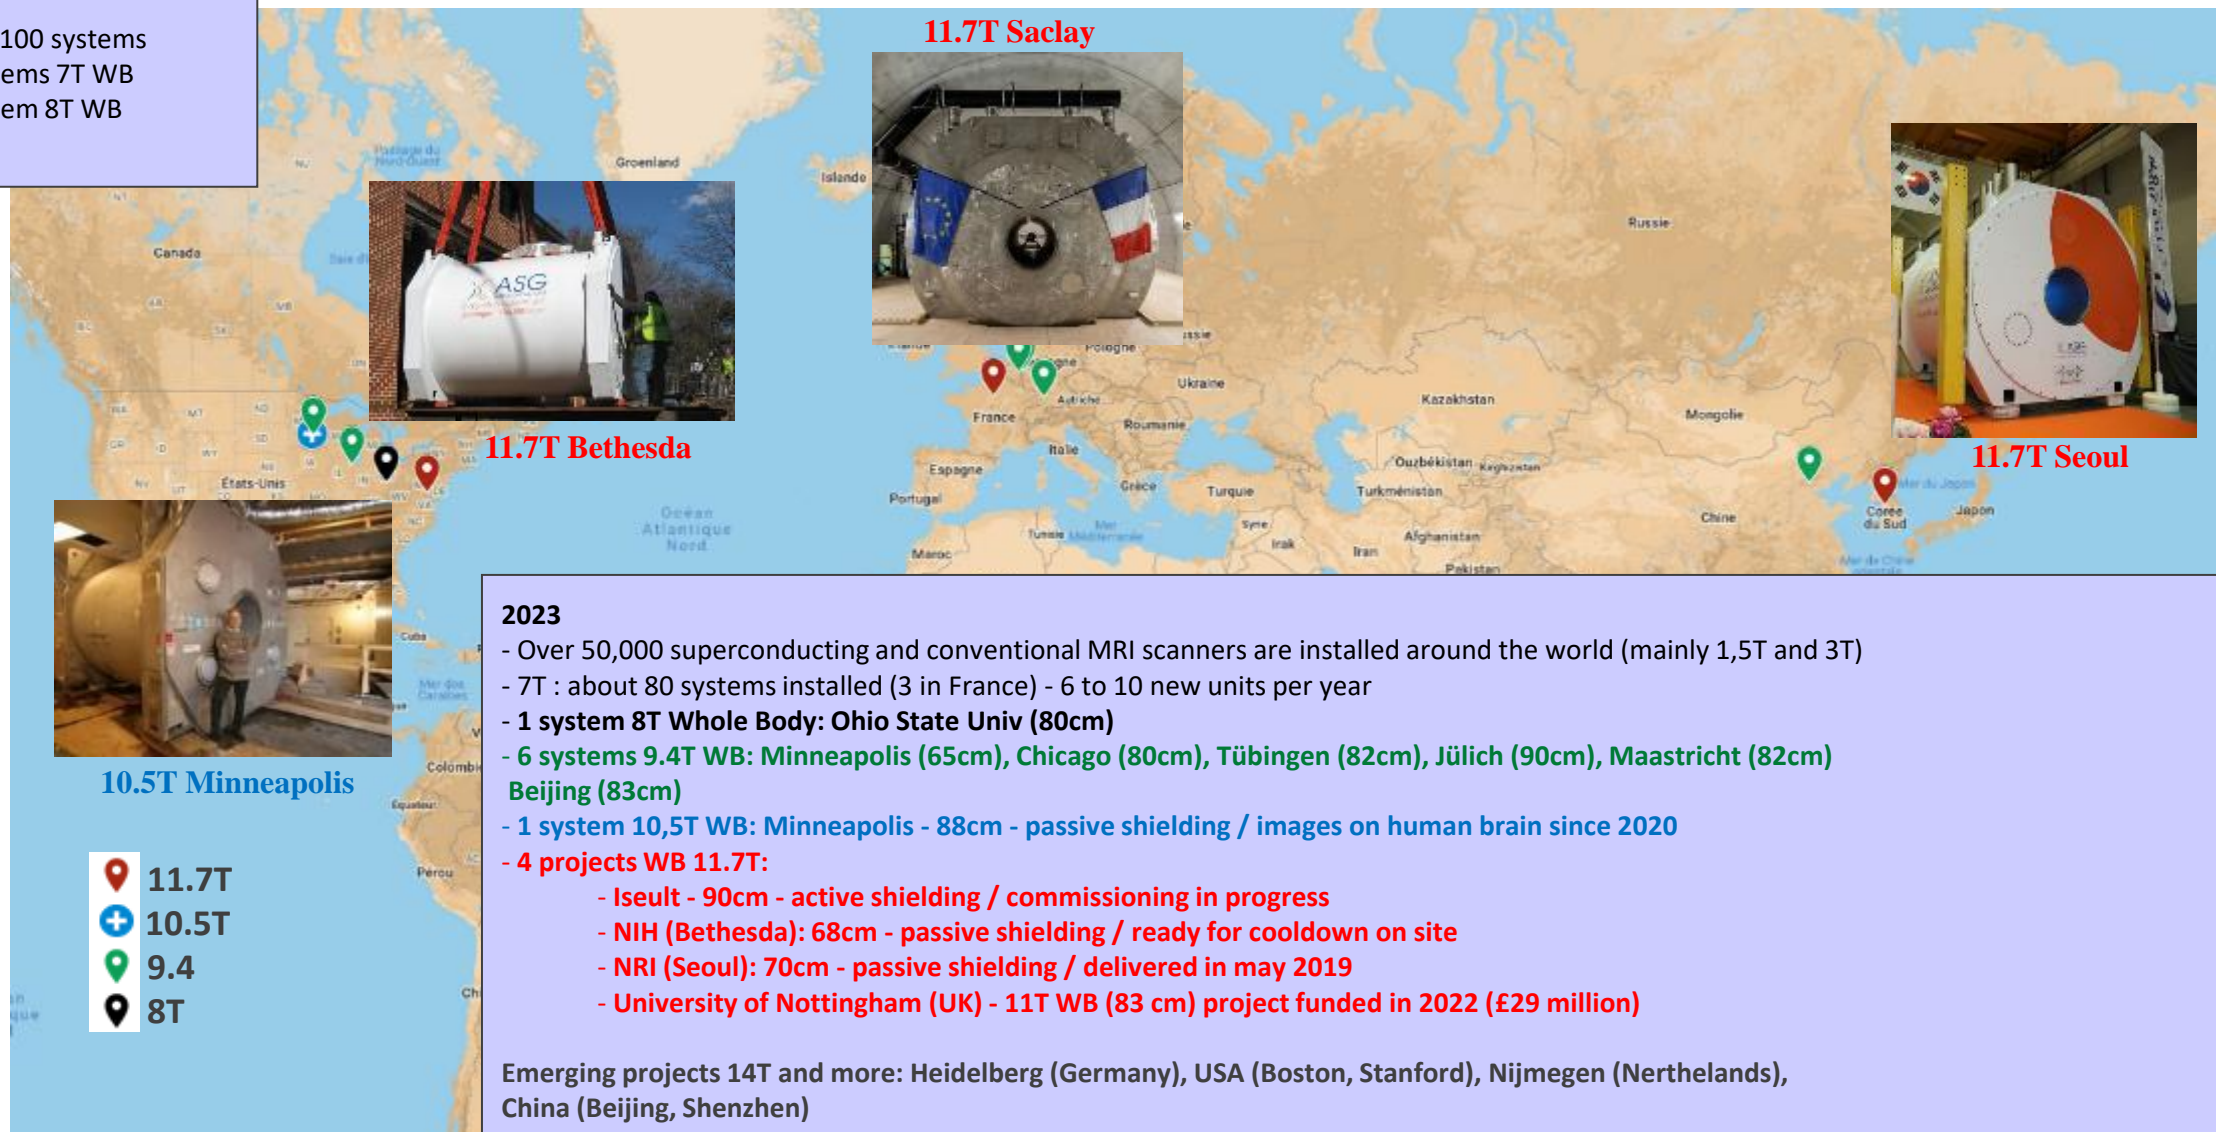 100 systems
ems 7T WB
em 8T WB
11.7T Saclay
Groenland
Islande
Canada
Russie
ASG
Pologne
Ukraine
France
Autriche
Roumanie
Kazakhstan
Mongolie
11.7T Bethesda
11.7T Seoul
Italie
Espagne
Ouzbékistan
États-Unis
Portugal
Grèce
Turquie
Turkménistan
Océan
Atlantique
Nord
Chine
Corée
du Sud
Japon
Mer du Japon
Maroc
Tunisie
Syrie
Irak
Iran
Afghanistan
Pakistan
Cuba
Mer des
Caraïbes
10.5T Minneapolis
Colombie
Équateur
Pérou
11.7T
10.5T
9.4
8T
2023
- Over 50,000 superconducting and conventional MRI scanners are installed around the world (mainly 1,5T and 3T)
- 7T : about 80 systems installed (3 in France) - 6 to 10 new units per year
- 1 system 8T Whole Body: Ohio State Univ (80cm)
- 6 systems 9.4T WB: Minneapolis (65cm), Chicago (80cm), Tübingen (82cm), Jülich (90cm), Maastricht (82cm)
Beijing (83cm)
- 1 system 10,5T WB: Minneapolis - 88cm - passive shielding / images on human brain since 2020
- 4 projects WB 11.7T:
- Iseult - 90cm - active shielding / commissioning in progress
- NIH (Bethesda): 68cm - passive shielding / ready for cooldown on site
- NRI (Seoul): 70cm - passive shielding / delivered in may 2019
- University of Nottingham (UK) - 11T WB (83 cm) project funded in 2022 (£29 million)
Emerging projects 14T and more: Heidelberg (Germany), USA (Boston, Stanford), Nijmegen (Nerthelands),
China (Beijing, Shenzhen)